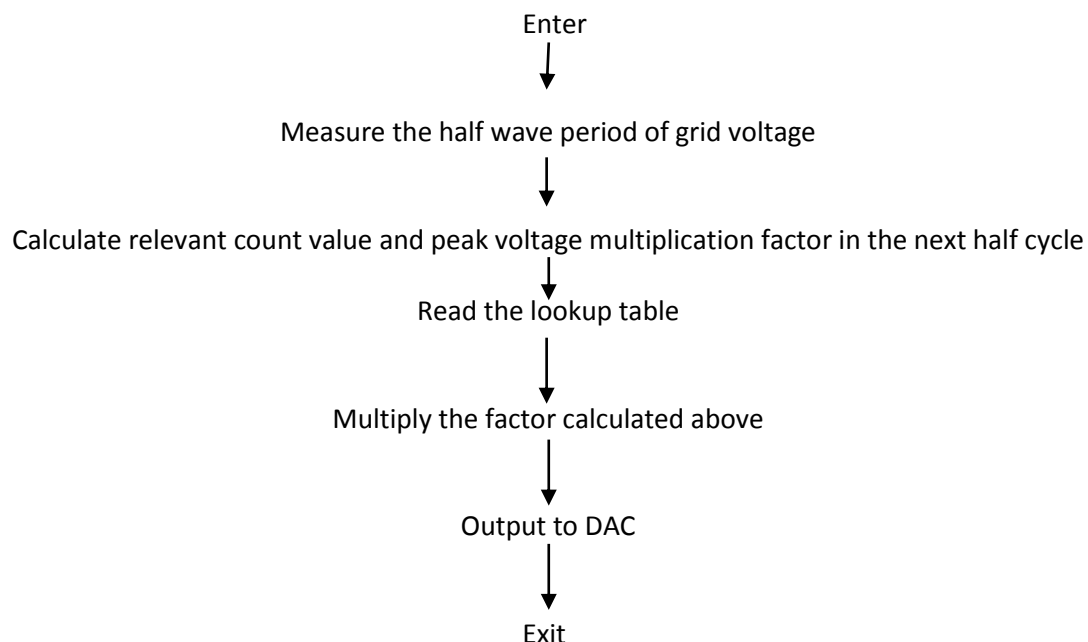 Enter
Measure the half wave period of grid voltage
Calculate relevant count value and peak voltage multiplication factor in the next half cycle
Read the lookup table
Multiply the factor calculated above
Output to DAC
Exit